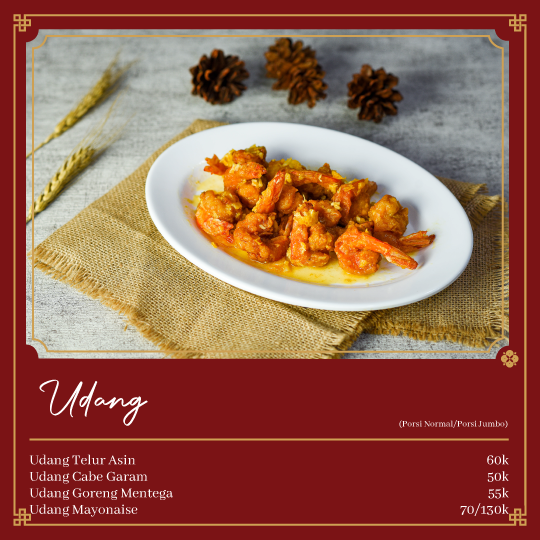 Udang
(Porsi Normal/Porsi Jumbo)
Udang Telur Asin 60k
Udang Cabe Garam 50k
Udang Goreng Mentega 55k
Udang Mayonaise 70/130k